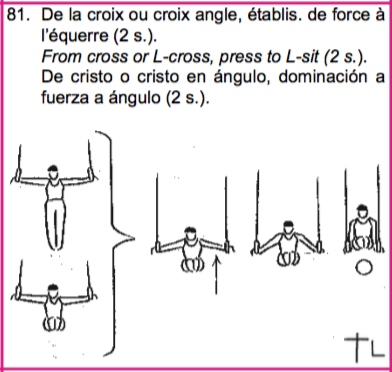 81. De la croix ou croix angle, établis. de force à
l'équerre (2 s.).
From cross or L-cross, press to L-sit (2 s.).
De cristo o cristo en ángulo, dominación a
fuerza a ángulo (2 s.).